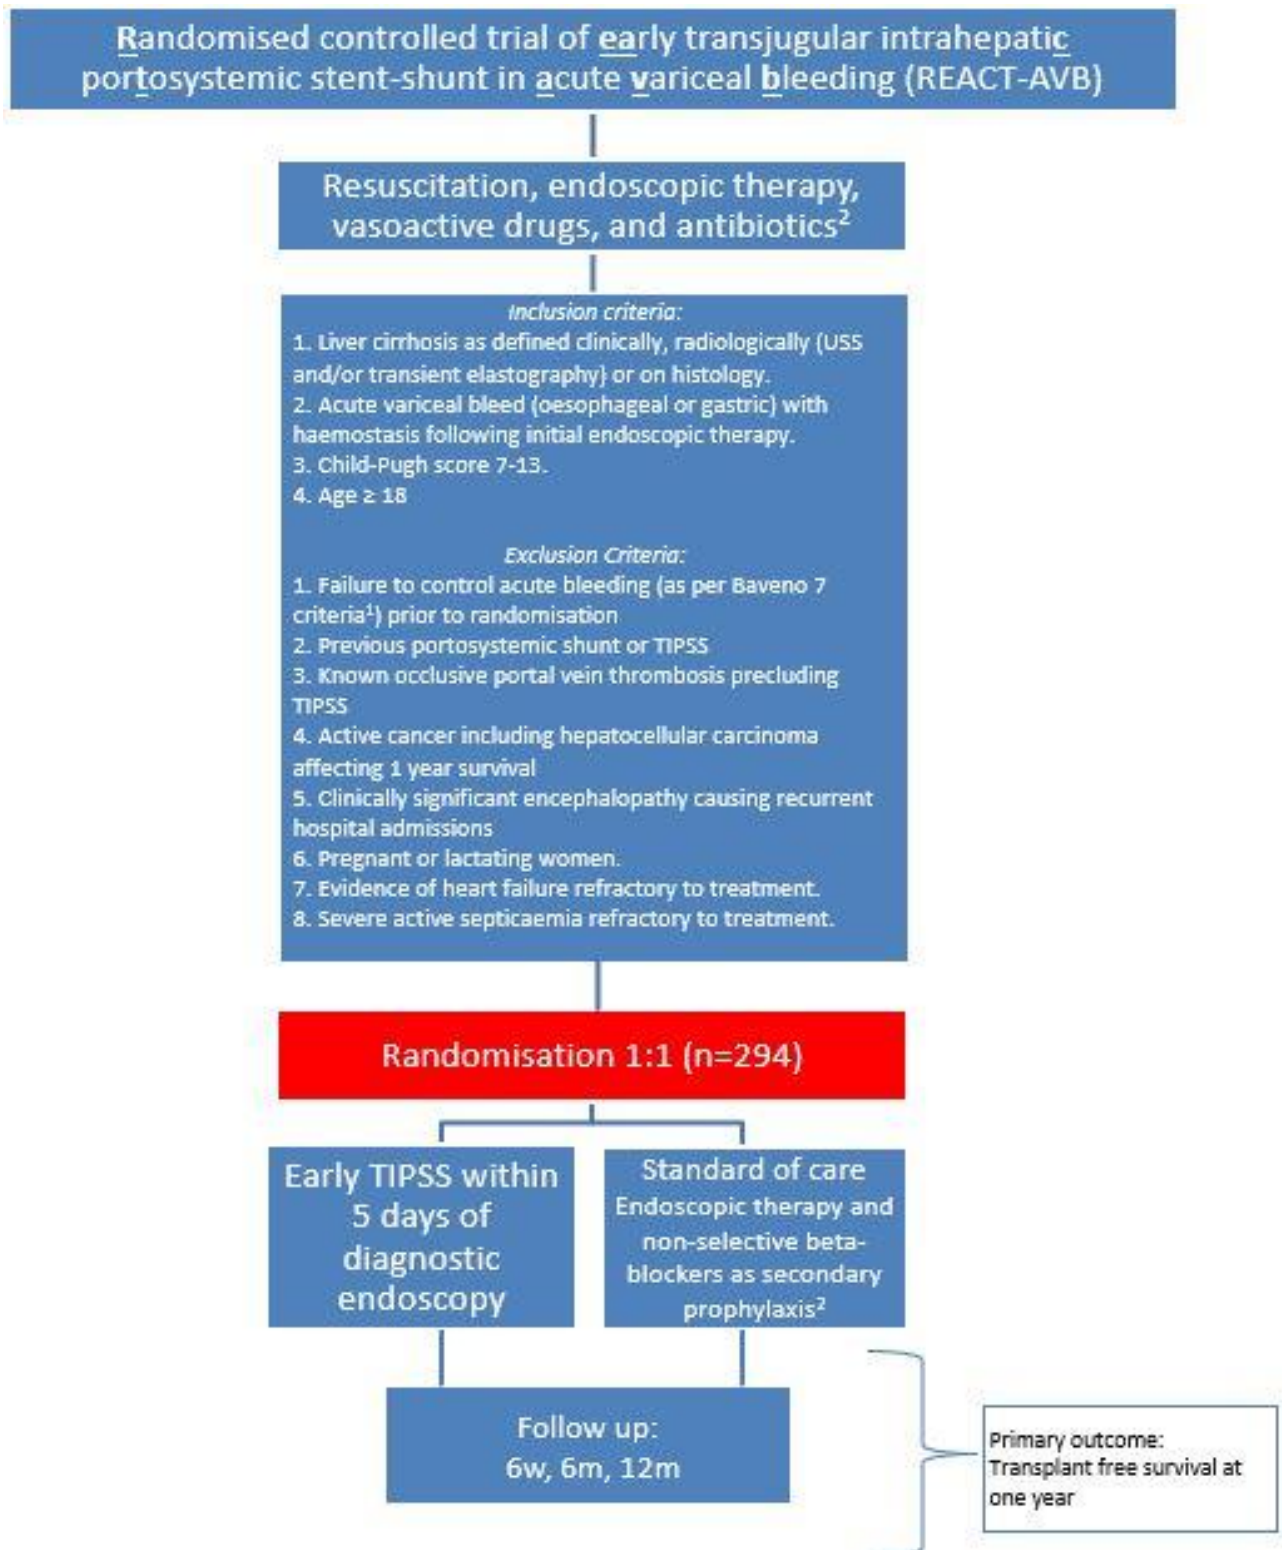 Randomised controlled trial of early transjugular intrahepatic
portosystemic stent-shunt in acute variceal bleeding (REACT-AVB)
Resuscitation, endoscopic therapy,
vasoactive drugs, and antibiotics²
Inclusion criteria:
1. Liver cirrhosis as defined clinically, radiologically (USS
and/or transient elastography) or on histology.
2. Acute variceal bleed (oesophageal or gastric) with
haemostasis following initial endoscopic therapy.
3. Child-Pugh score 7-13.
4. Age ≥ 18
Exclusion Criteria:
1. Failure to control acute bleeding (as per Baveno 7
criteria¹) prior to randomisation
2. Previous portosystemic shunt or TIPSS
3. Known occlusive portal vein thrombosis precluding
TIPSS
4. Active cancer including hepatocellular carcinoma
affecting 1 year survival
5. Clinically significant encephalopathy causing recurrent
hospital admissions
6. Pregnant or lactating women.
7. Evidence of heart failure refractory to treatment.
8. Severe active septicaemia refractory to treatment.
Randomisation 1:1 (n=294)
Early TIPSS within
5 days of
diagnostic
endoscopy
Standard of care
Endoscopic therapy and
non-selective beta-
blockers as secondary
prophylaxis²
Follow up:
6w, 6m, 12m
Primary outcome:
Transplant free survival at
one year